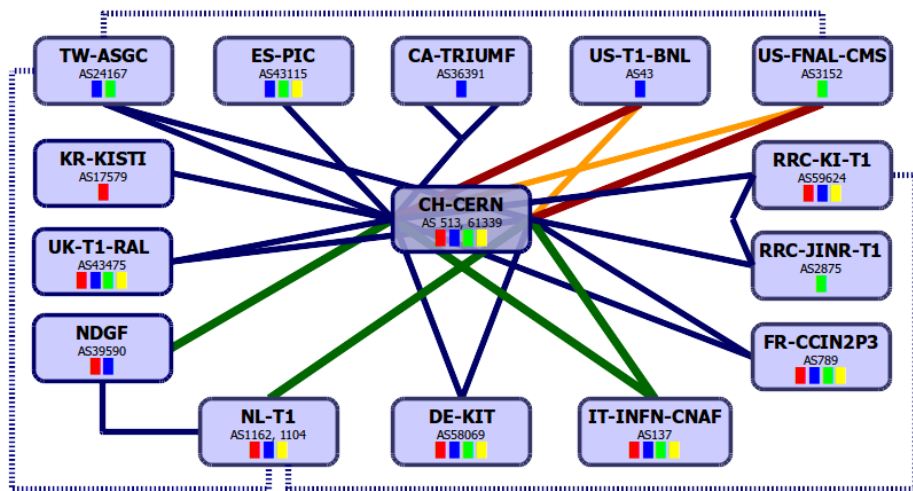 TW-ASGC
AS24167
ES-PIC
AS43115
CA-TRIUMF
AS36391
US-T1-BNL
AS43
US-FNAL-CMS
AS3152
KR-KISTI
AS17579
CH-CERN
AS 513, 61339
RRC-KI-T1
AS59624
UK-T1-RAL
AS43475
RRC-JINR-T1
AS2875
NDGF
AS39590
FR-CCIN2P3
AS789
NL-T1
AS1162, 1104
DE-KIT
AS58069
IT-INFN-CNAF
AS137